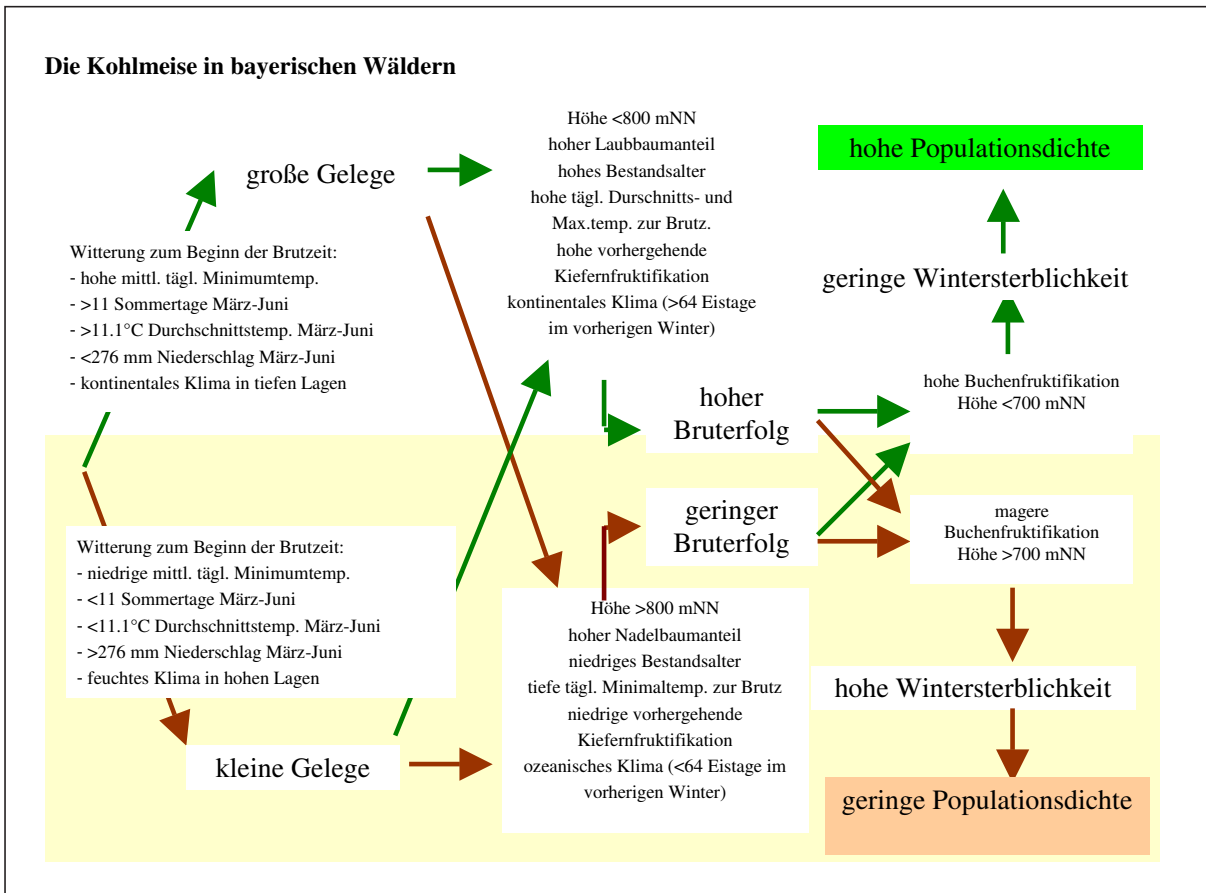 Die Kohlmeise in bayerischen Wäldern
große Gelege
Witterung zum Beginn der Brutzeit:
- hohe mittl. tägl. Minimumtemp.
- >11 Sommertage März-Juni
- >11.1°C Durchschnittstemp. März-Juni
- <276 mm Niederschlag März-Juni
- kontinentales Klima in tiefen Lagen
Witterung zum Beginn der Brutzeit:
- niedrige mittl. tägl. Minimumtemp.
- <11 Sommertage März-Juni
- <11.1°C Durchschnittstemp. März-Juni
- >276 mm Niederschlag März-Juni
- feuchtes Klima in hohen Lagen
kleine Gelege
Höhe <800 mNN
hoher Laubbaumanteil
hohes Bestandsalter
hohe tägl. Durschnitts- und
Max.temp. zur Brutz.
hohe vorhergehende
Kiefernfruktifikation
kontinentales Klima (>64 Eistage
im vorherigen Winter)
hoher
Bruterfolg
geringer
Bruterfolg
Höhe >800 mNN
hoher Nadelbaumanteil
niedriges Bestandsalter
tiefe tägl. Minimaltemp. zur Brutz
niedrige vorhergehende
Kiefernfruktifikation
ozeanisches Klima (<64 Eistage im
vorherigen Winter)
hohe Populationsdichte
geringe Wintersterblichkeit
hohe Buchenfruktifikation
Höhe <700 mNN
magere
Buchenfruktifikation
Höhe >700 mNN
hohe Wintersterblichkeit
geringe Populationsdichte